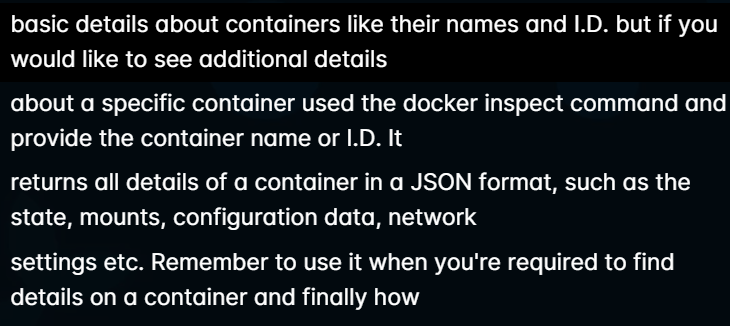 basic details about containers like their names and I.D. but if you
would like to see additional details
about a specific container used the docker inspect command and
provide the container name or I.D. It
returns all details of a container in a JSON format, such as the
state, mounts, configuration data, network
settings etc. Remember to use it when you're required to find
details on a container and finally how